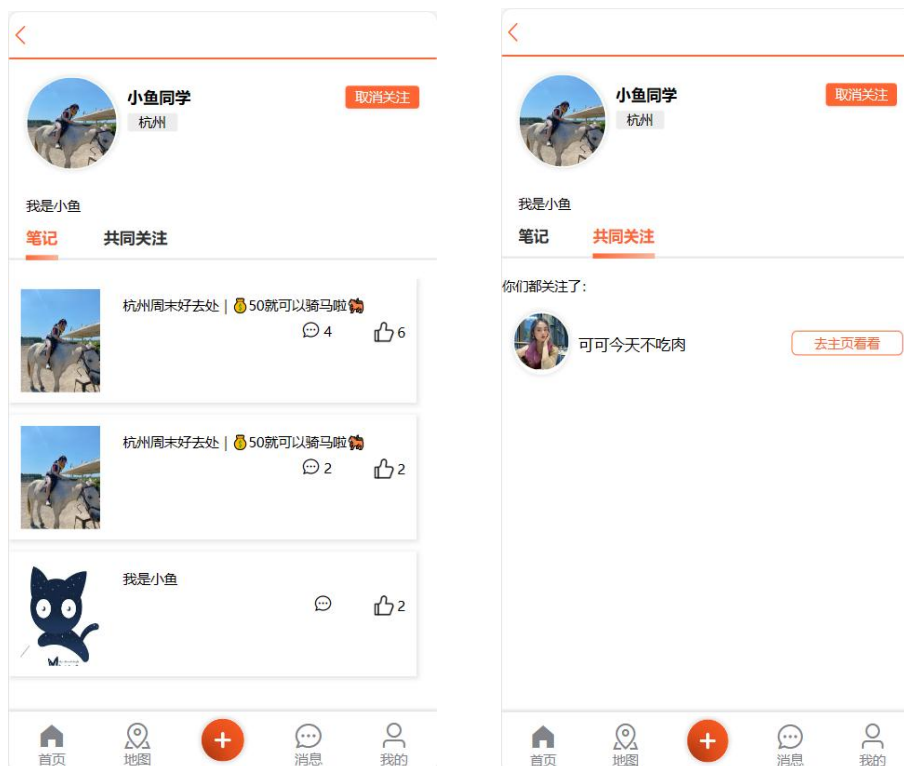 小鱼同学
取消关注
杭州
我是小鱼
笔记 共同关注
杭州周末好去处 | 💰50就可以骑马啦🐎
4 6
杭州周末好去处 | 💰50就可以骑马啦🐎
2 2
我是小鱼
2
首页 地图 + 消息 我的
小鱼同学
取消关注
杭州
我是小鱼
笔记 共同关注
你们都关注了：
可可今天不吃肉 去主页看看
首页 地图 + 消息 我的